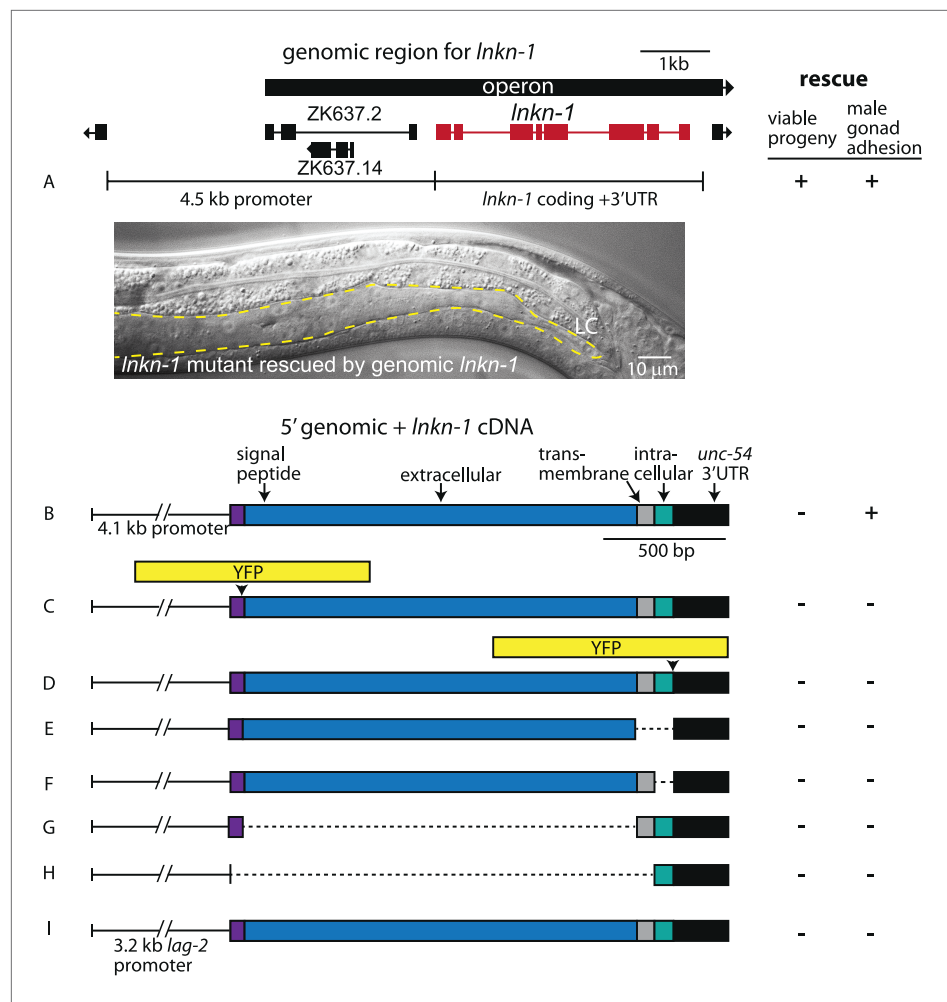 genomic region for lnkn-1
1kb
operon
rescue
ZK637.2
lnkn-1
viable
progeny
male
gonad
adhesion
ZK637.14
A
+ +
4.5 kb promoter
lnkn-1 coding +3'UTR
LC
lnkn-1 mutant rescued by genomic lnkn-1
10 μm
5' genomic + lnkn-1 cDNA
signal
peptide
extracellular
trans-
membrane
intra-
cellular
unc-54
3'UTR
B
- +
4.1 kb promoter
500 bp
YFP
C
- -
YFP
D
- -
E
- -
F
- -
G
- -
H
- -
I
- -
3.2 kb lag-2
promoter